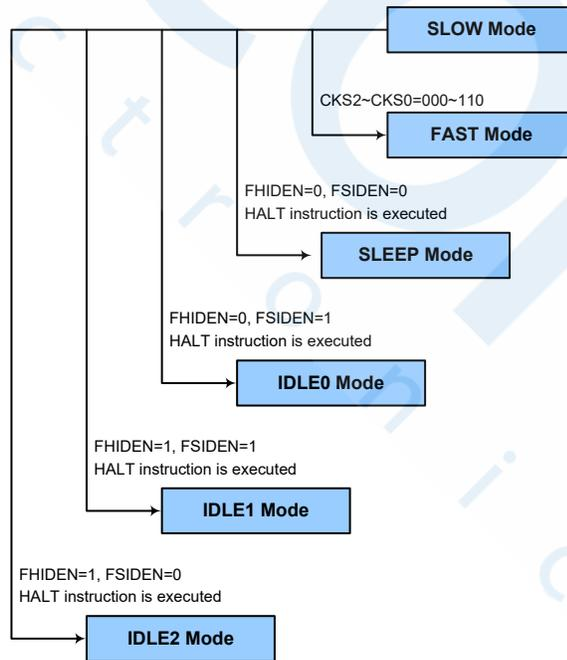 SLOW Mode
CKS2~CKS0=000~110
FAST Mode
FHIDEN=0, FSIDEN=0
HALT instruction is executed
SLEEP Mode
FHIDEN=0, FSIDEN=1
HALT instruction is executed
IDLE0 Mode
FHIDEN=1, FSIDEN=1
HALT instruction is executed
IDLE1 Mode
FHIDEN=1, FSIDEN=0
HALT instruction is executed
IDLE2 Mode